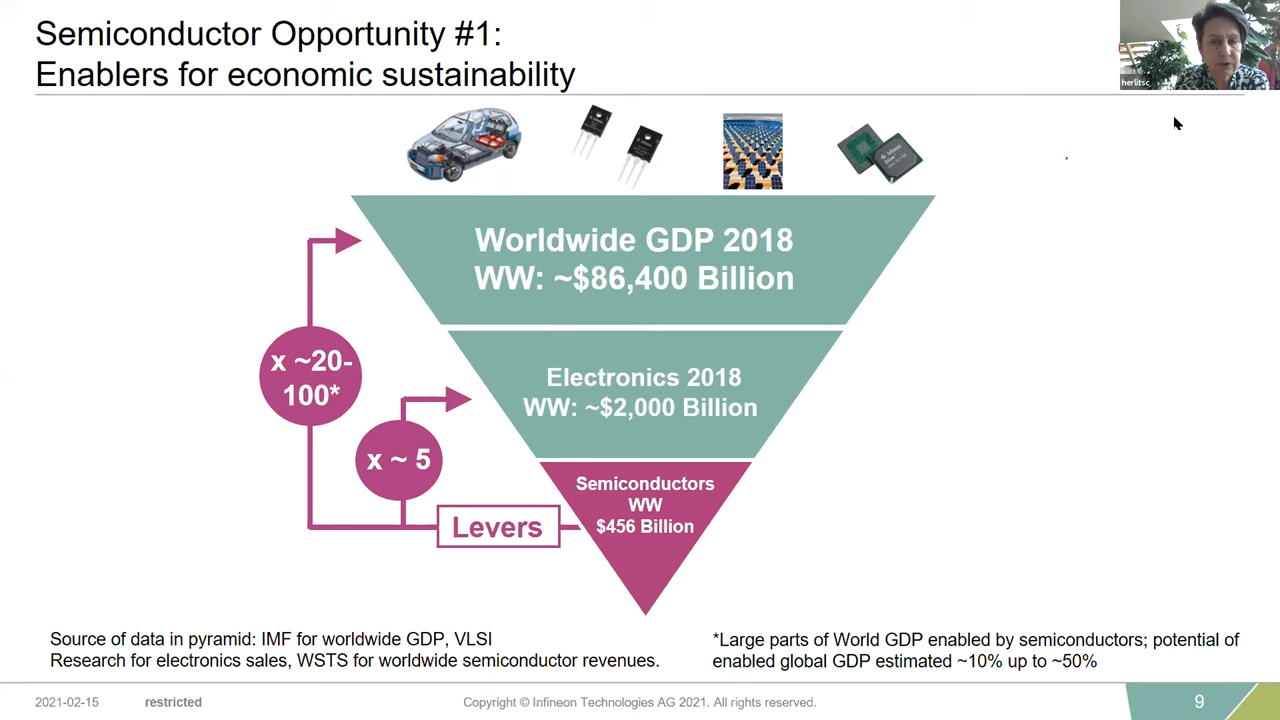 Semiconductor Opportunity #1:
Enablers for economic sustainability
herlitsc
Worldwide GDP 2018
WW: ~$86,400 Billion
x ~20-
100*
Electronics 2018
WW: ~$2,000 Billion
x ~ 5
Semiconductors
WW
$456 Billion
Levers
Source of data in pyramid: IMF for worldwide GDP, VLSI
Research for electronics sales, WSTS for worldwide semiconductor revenues.
*Large parts of World GDP enabled by semiconductors; potential of
enabled global GDP estimated ~10% up to ~50%
2021-02-15
restricted
Copyright © Infineon Technologies AG 2021. All rights reserved.
9